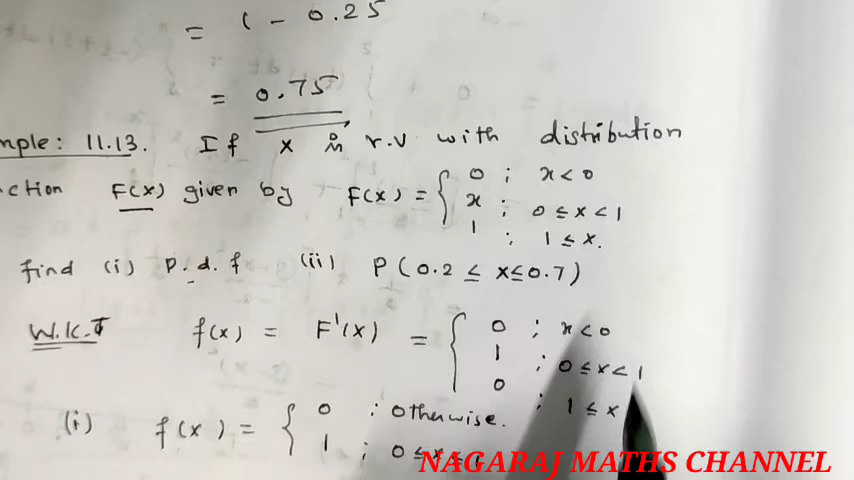 = 1 - 0.25
= 0.75
mple: 11.13. If x is r.v with distribution
ction F(x) given by F(x) = { 0 ; x < 0
x ; 0 ≤ x < 1
1 ; 1 ≤ x.
find (i) P.d.f (ii) P(0.2 ≤ x ≤ 0.7)
W.K.T f(x) = F'(x) = { 0 ; x < 0
1 ; 0 ≤ x < 1
0 ; 1 ≤ x
(i) f(x) = { 0 ; otherwise.
1 ; 0 ≤ x ≤ 1
NAGARAJ MATHS CHANNEL